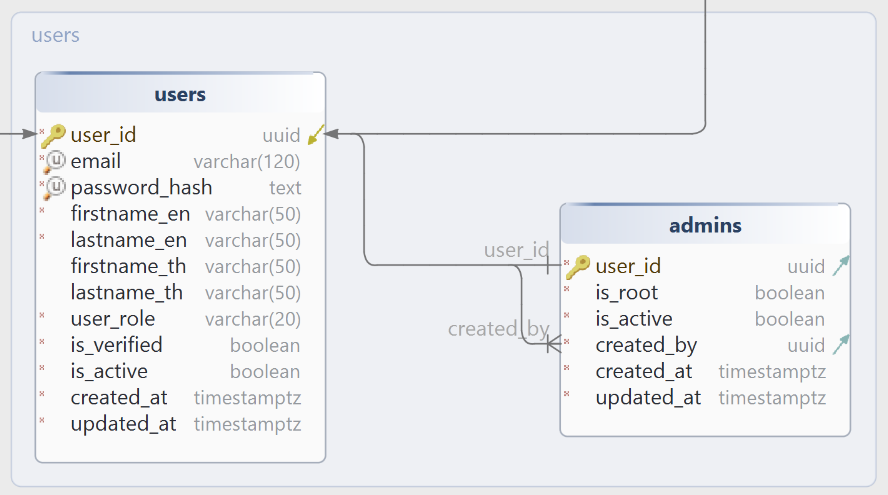 users
users
user_id uuid
email varchar(120)
password_hash text
firstname_en varchar(50)
lastname_en varchar(50)
firstname_th varchar(50)
lastname_th varchar(50)
user_role varchar(20)
is_verified boolean
is_active boolean
created_at timestamptz
updated_at timestamptz
user_id
created_by
admins
user_id uuid
is_root boolean
is_active boolean
created_by uuid
created_at timestamptz
updated_at timestamptz